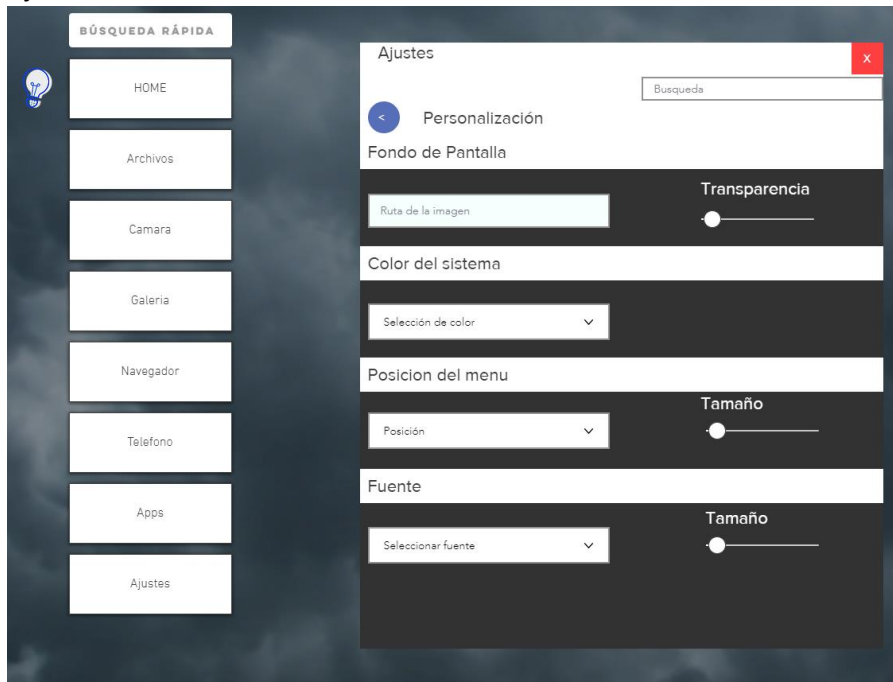 BÚSQUEDA RÁPIDA
HOME
Archivos
Camara
Galeria
Navegador
Telefono
Apps
Ajustes
Ajustes
x
Busqueda
< Personalización
Fondo de Pantalla
Ruta de la imagen
Transparencia
Color del sistema
Selección de color
Posicion del menu
Posición
Tamaño
Fuente
Seleccionar fuente
Tamaño